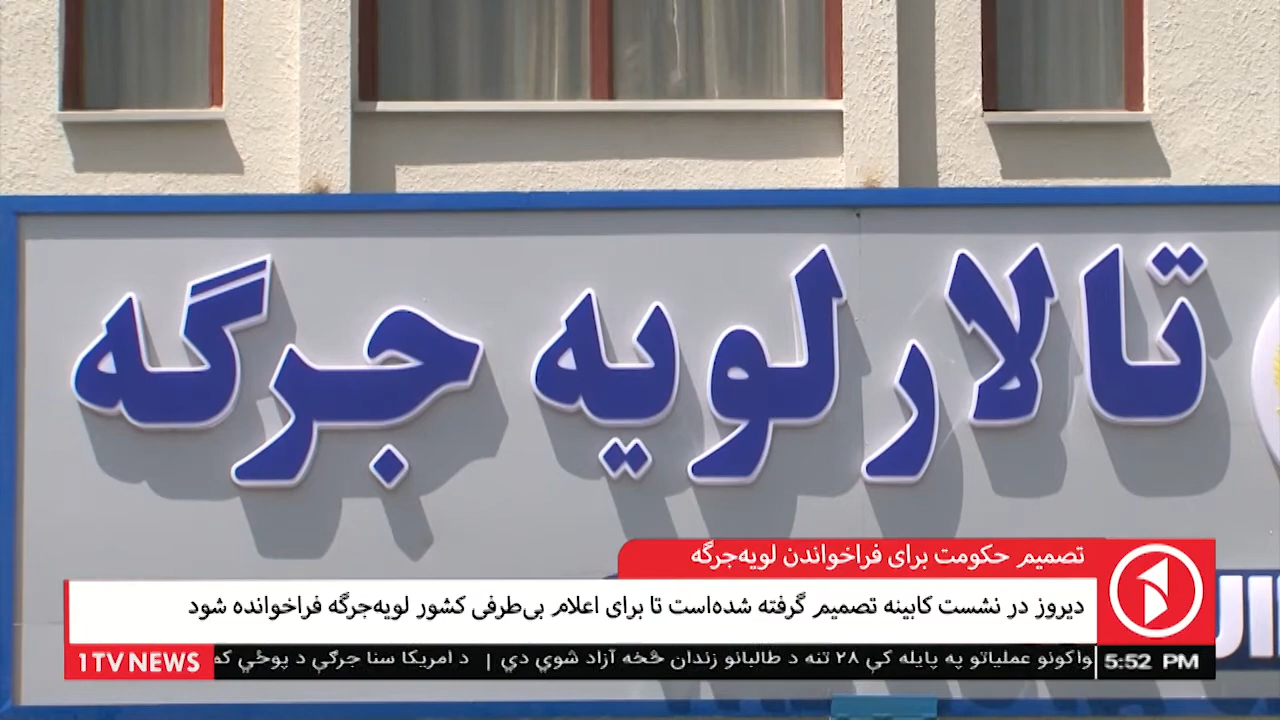 تالار لویه جرگه
تصمیم حکومت برای فراخواندن لویه‌جرگه
دیروز در نشست کابینه تصمیم گرفته شده‌است تا برای اعلام بی‌طرفی کشور لویه‌جرگه فراخوانده شود
1TV NEWS
واکونو عملیاتو په پایله کې ۲۸ تنه د طالبانو زندان څخه آزاد شوي دي | د امریکا سنا جرګې د پوځي
5:52 PM